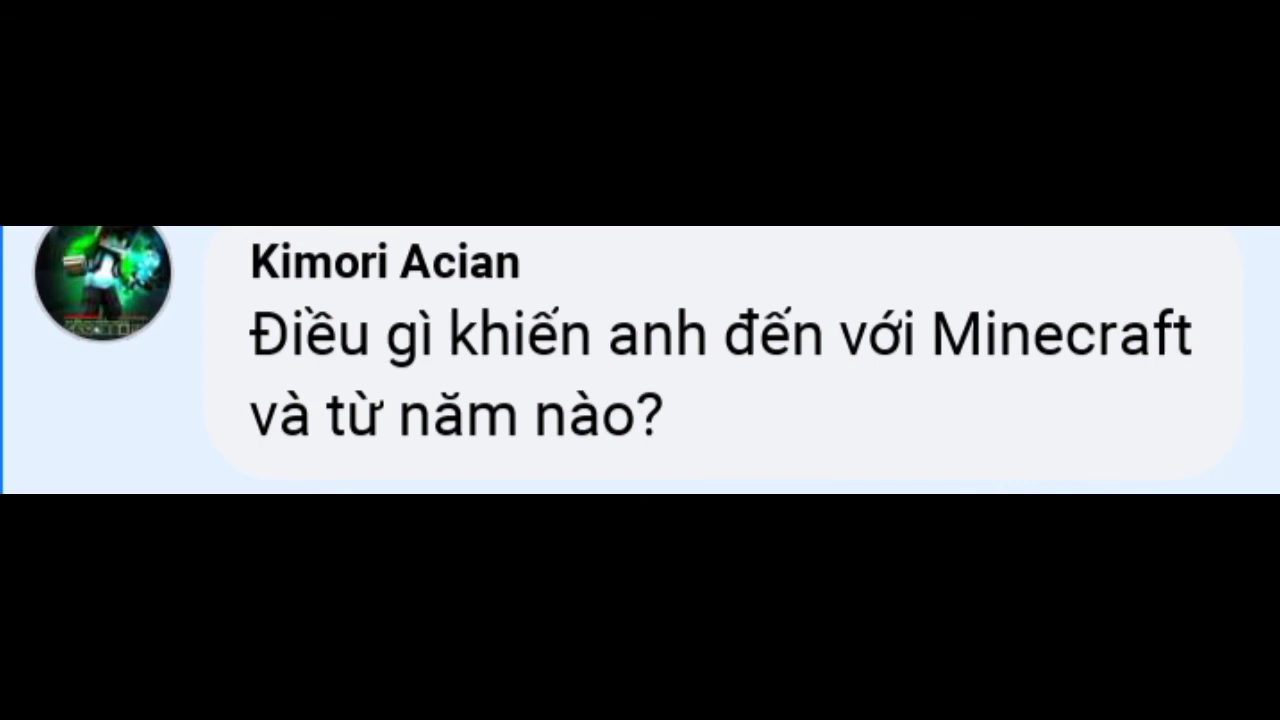 Kimori Acian
Điều gì khiến anh đến với Minecraft
và từ năm nào?